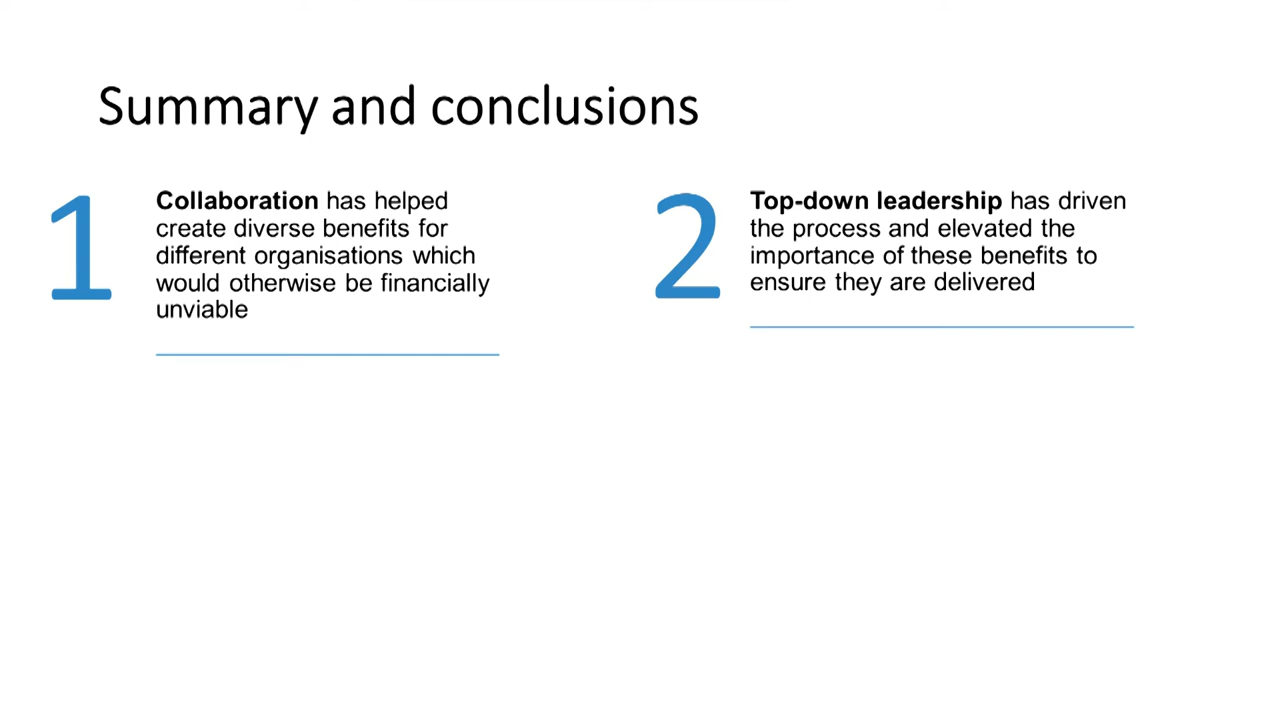 Summary and conclusions
1
Collaboration has helped
create diverse benefits for
different organisations which
would otherwise be financially
unviable
2
Top-down leadership has driven
the process and elevated the
importance of these benefits to
ensure they are delivered